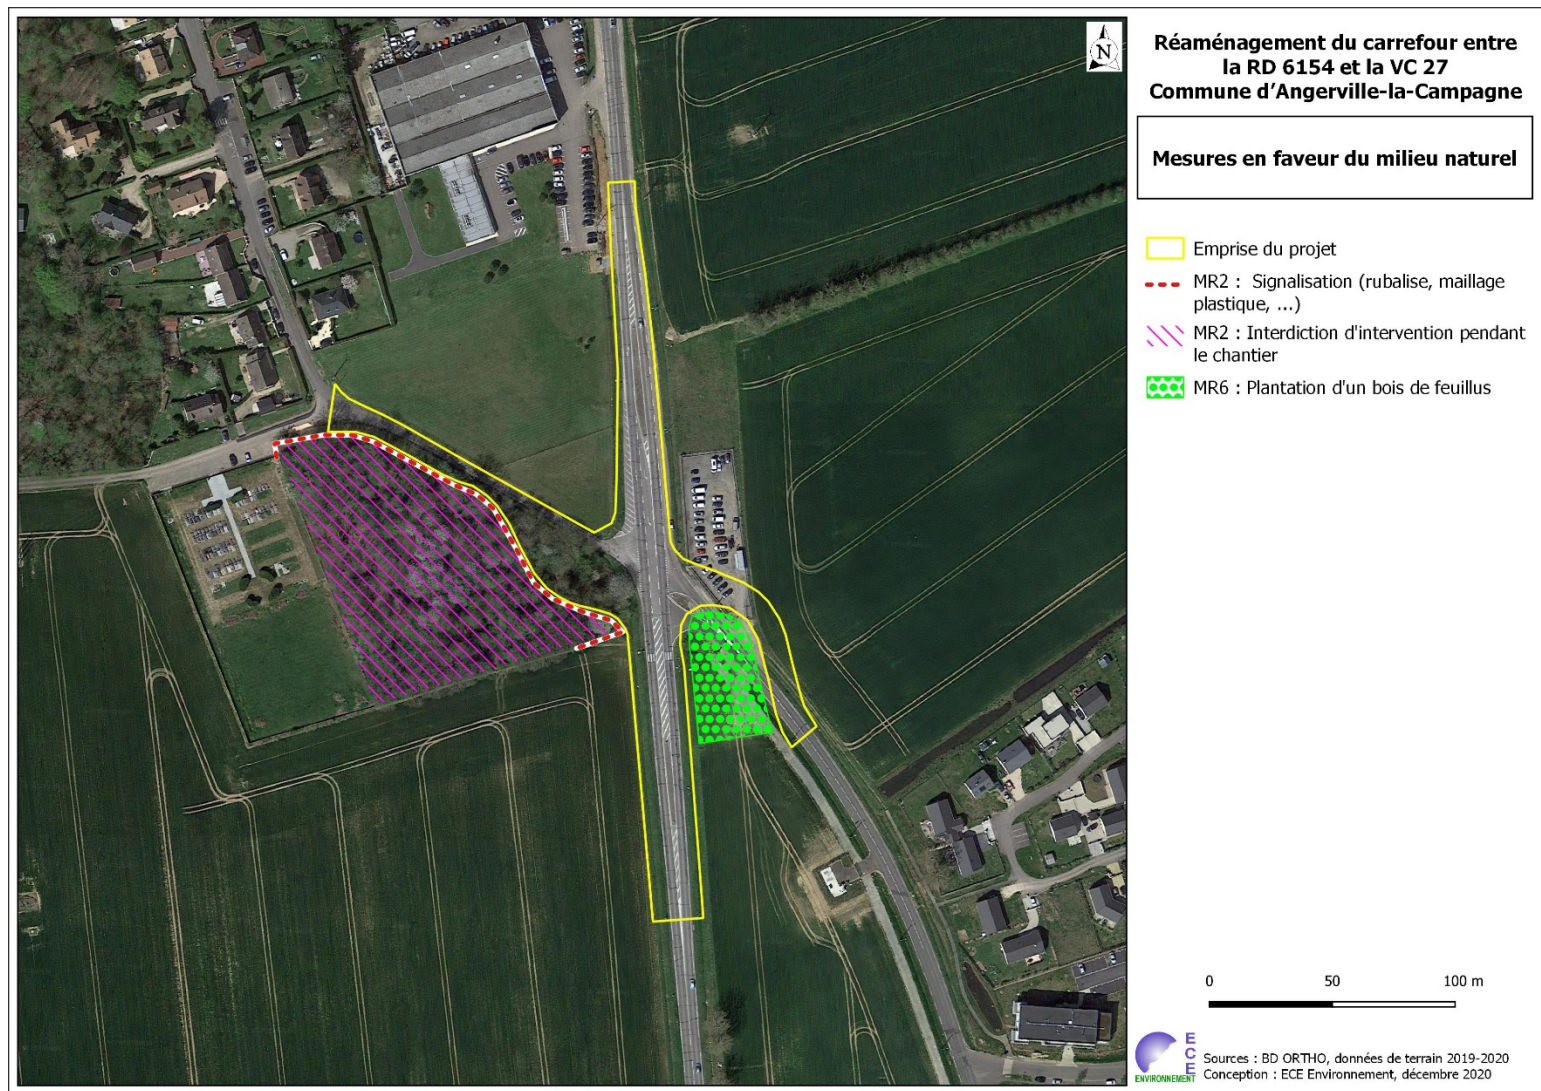 N
Réaménagement du carrefour entre
la RD 6154 et la VC 27
Commune d'Angerville-la-Campagne
Mesures en faveur du milieu naturel
Emprise du projet
MR2 : Signalisation (rubalise, maillage
plastique, ...)
MR2 : Interdiction d'intervention pendant
le chantier
MR6 : Plantation d'un bois de feuillus
0 50 100 m
ECE
ENVIRONNEMENT
Sources : BD ORTHO, données de terrain 2019-2020
Conception : ECE Environnement, décembre 2020